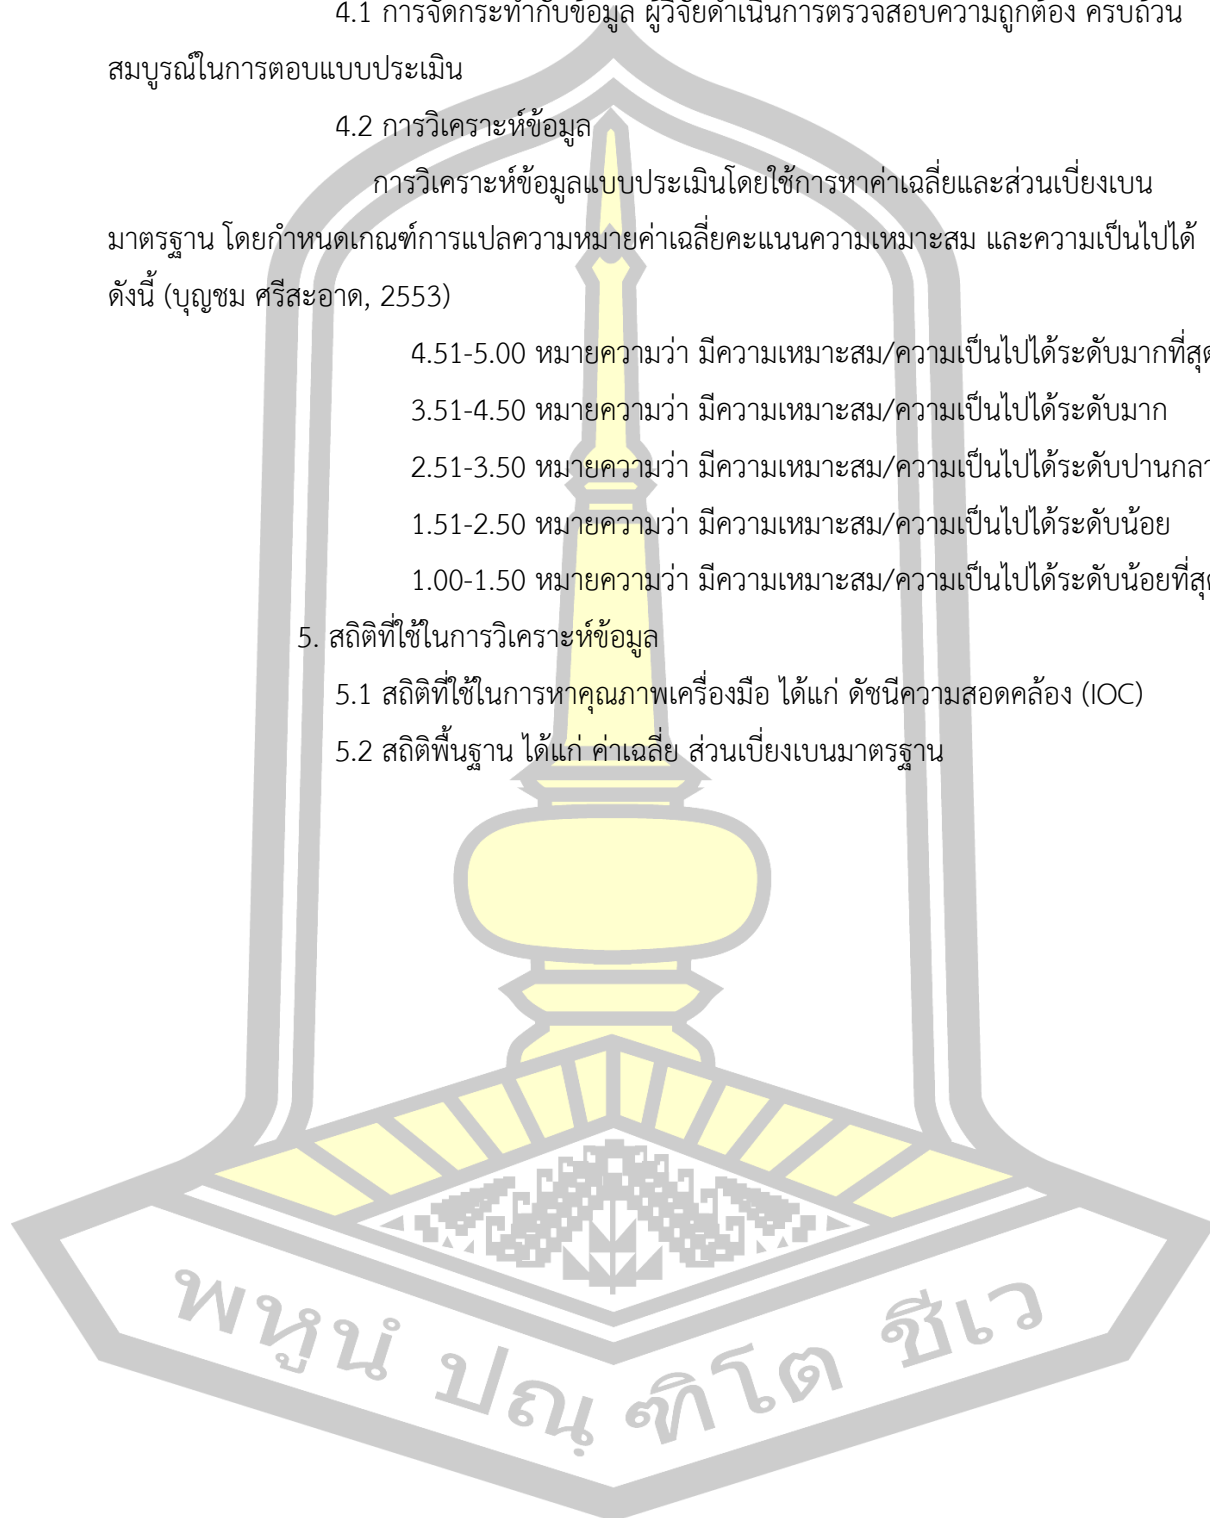 4.1 การจัดกระทำกับข้อมูล ผู้วิจัยดำเนินการตรวจสอบความถูกต้อง ครบถ้วน
สมบูรณ์ในการตอบแบบประเมิน
4.2 การวิเคราะห์ข้อมูล
การวิเคราะห์ข้อมูลแบบประเมินโดยใช้การหาค่าเฉลี่ยและส่วนเบี่ยงเบน
มาตรฐาน โดยกำหนดเกณฑ์การแปลความหมายค่าเฉลี่ยคะแนนความเหมาะสม และความเป็นไปได้
ดังนี้ (บุญชม ศรีสะอาด, 2553)
4.51-5.00 หมายความว่า มีความเหมาะสม/ความเป็นไปได้ระดับมากที่สุด
3.51-4.50 หมายความว่า มีความเหมาะสม/ความเป็นไปได้ระดับมาก
2.51-3.50 หมายความว่า มีความเหมาะสม/ความเป็นไปได้ระดับปานกลา
1.51-2.50 หมายความว่า มีความเหมาะสม/ความเป็นไปได้ระดับน้อย
1.00-1.50 หมายความว่า มีความเหมาะสม/ความเป็นไปได้ระดับน้อยที่สุด
5. สถิติที่ใช้ในการวิเคราะห์ข้อมูล
5.1 สถิติที่ใช้ในการหาคุณภาพเครื่องมือ ได้แก่ ดัชนีความสอดคล้อง (IOC)
5.2 สถิติพื้นฐาน ได้แก่ ค่าเฉลี่ย ส่วนเบี่ยงเบนมาตรฐาน
พหูนํ ปณฺฑิโต ชีเว